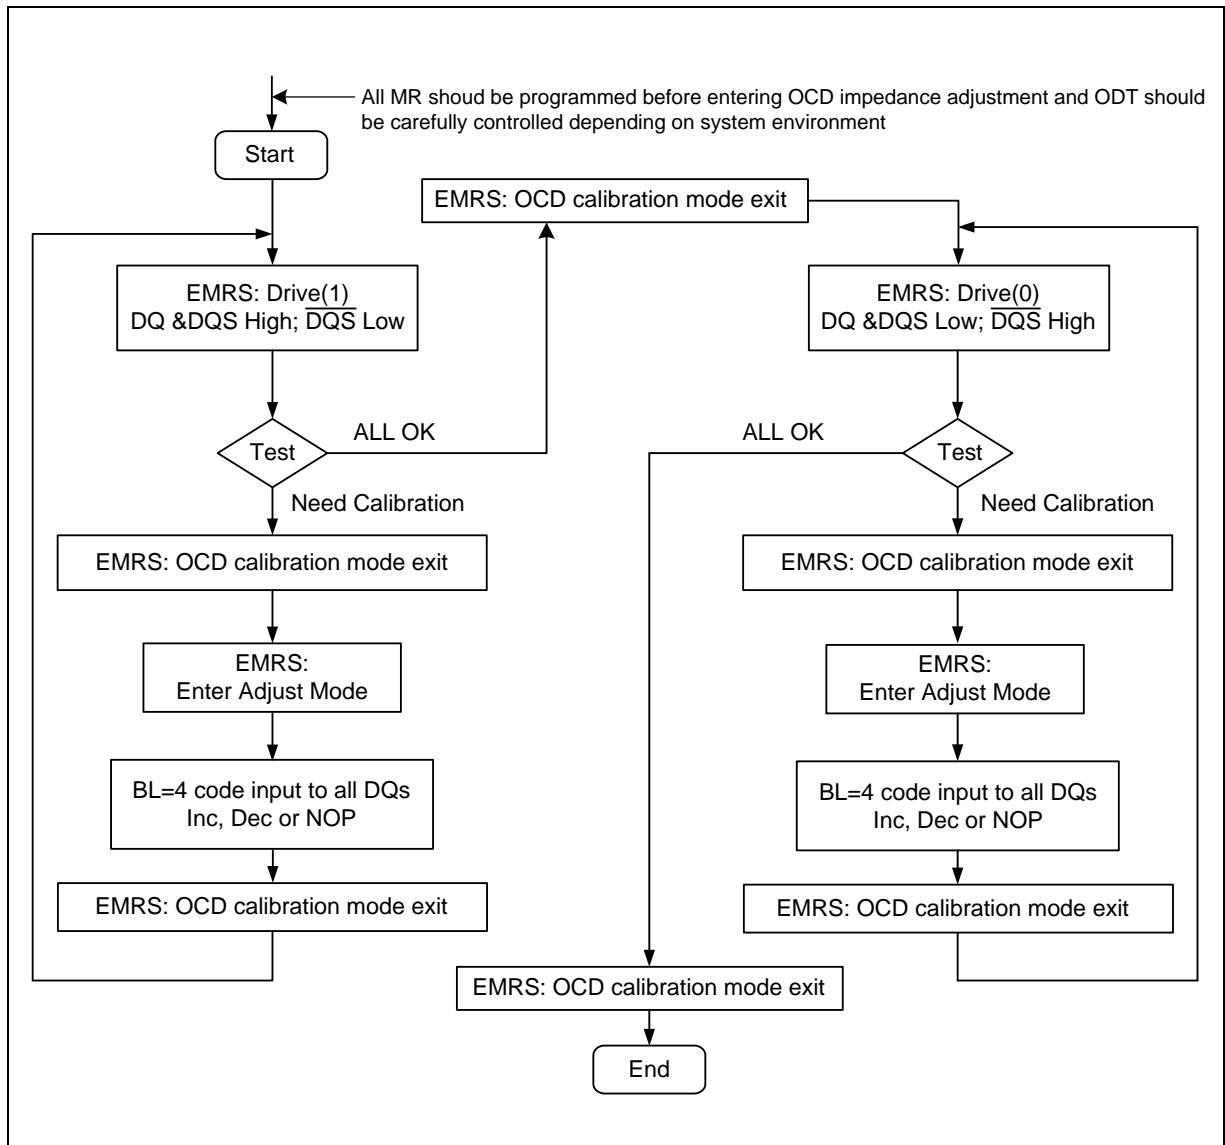 All MR shoud be programmed before entering OCD impedance adjustment and ODT should
be carefully controlled depending on system environment
Start
EMRS: OCD calibration mode exit
EMRS: Drive(1)
DQ &DQS High; D̅Q̅S̅ Low
Test
ALL OK
Need Calibration
EMRS: OCD calibration mode exit
EMRS:
Enter Adjust Mode
BL=4 code input to all DQs
Inc, Dec or NOP
EMRS: OCD calibration mode exit
EMRS: Drive(0)
DQ &DQS Low; D̅Q̅S̅ High
Test
ALL OK
Need Calibration
EMRS: OCD calibration mode exit
EMRS:
Enter Adjust Mode
BL=4 code input to all DQs
Inc, Dec or NOP
EMRS: OCD calibration mode exit
EMRS: OCD calibration mode exit
End